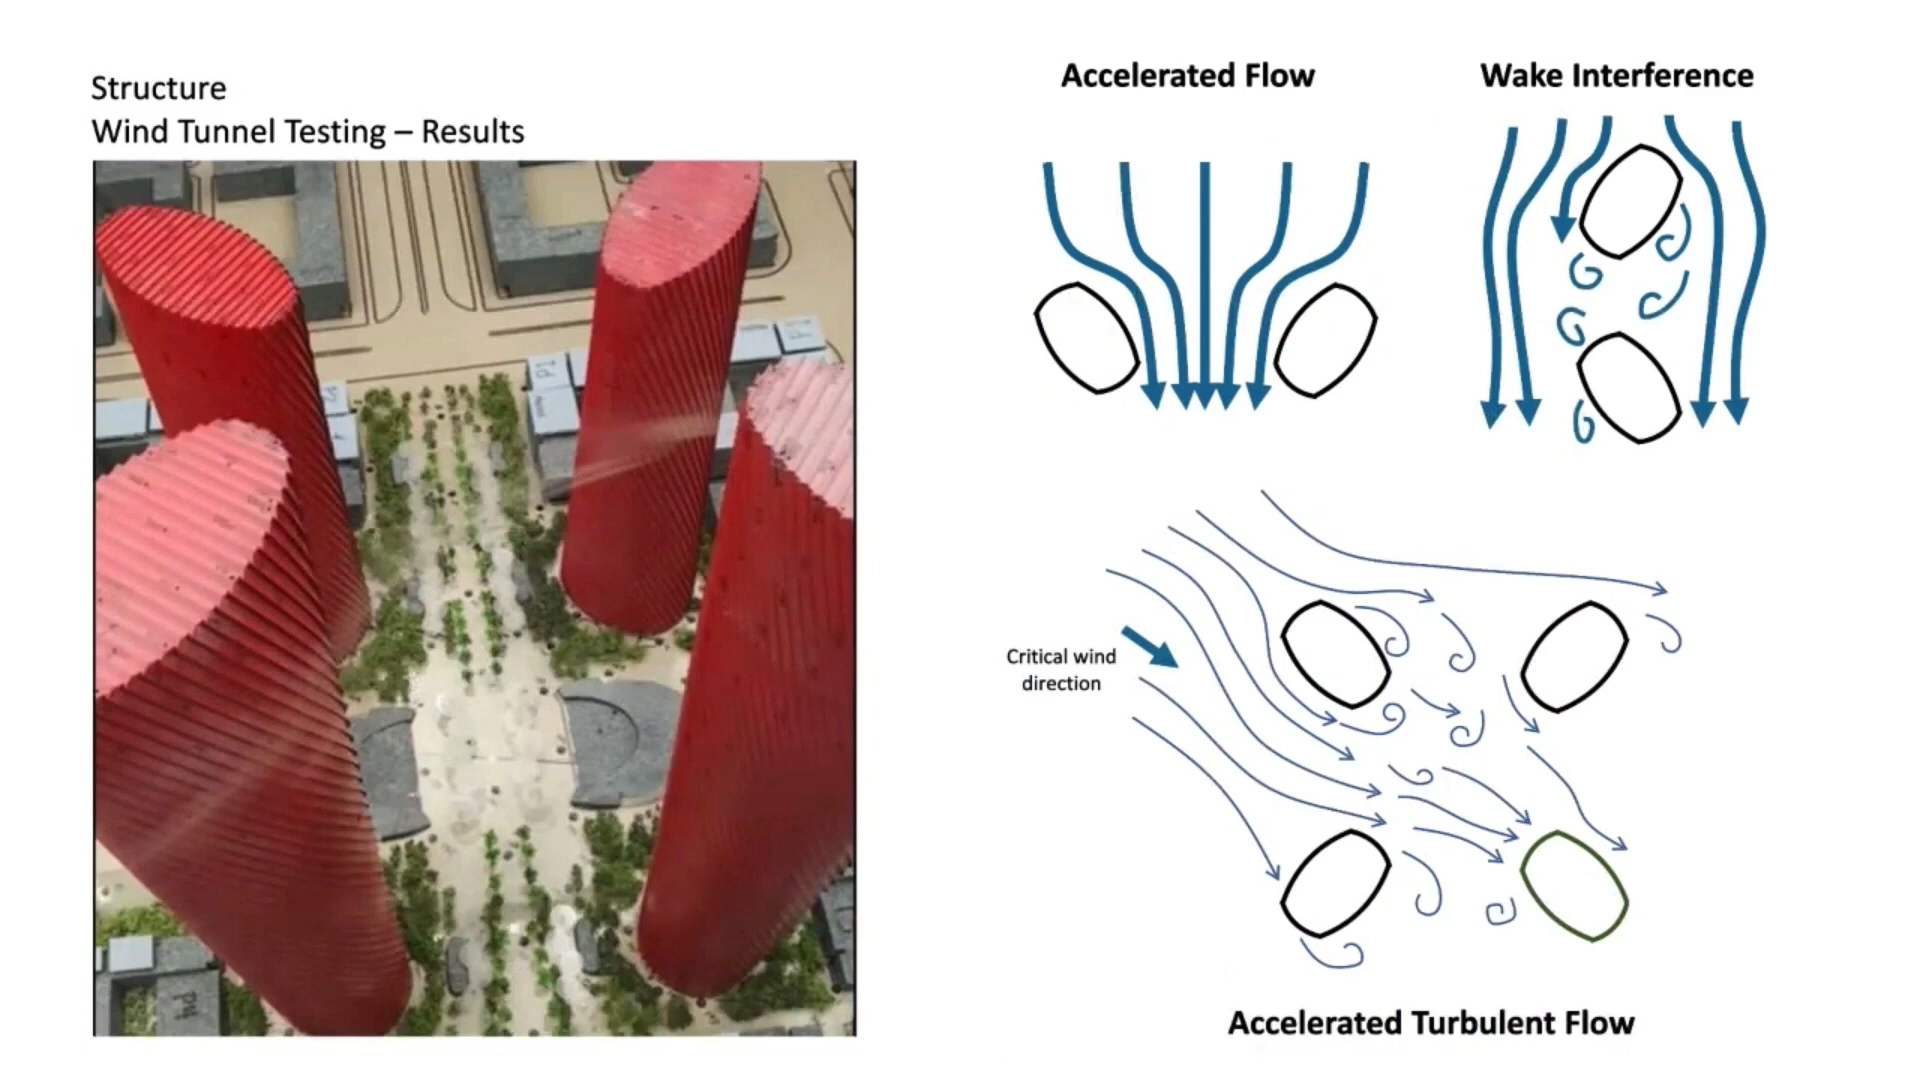 Structure
Wind Tunnel Testing – Results
Accelerated Flow
Wake Interference
Critical wind
direction
Accelerated Turbulent Flow